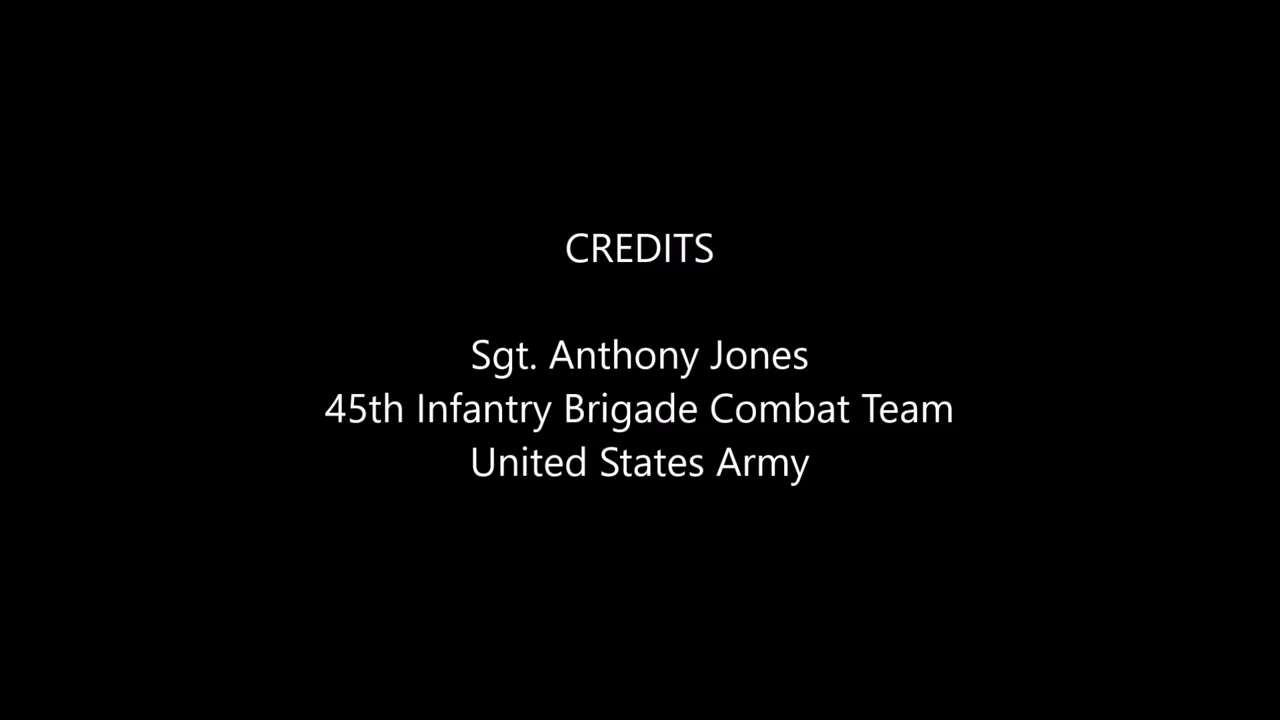 CREDITS
Sgt. Anthony Jones
45th Infantry Brigade Combat Team
United States Army